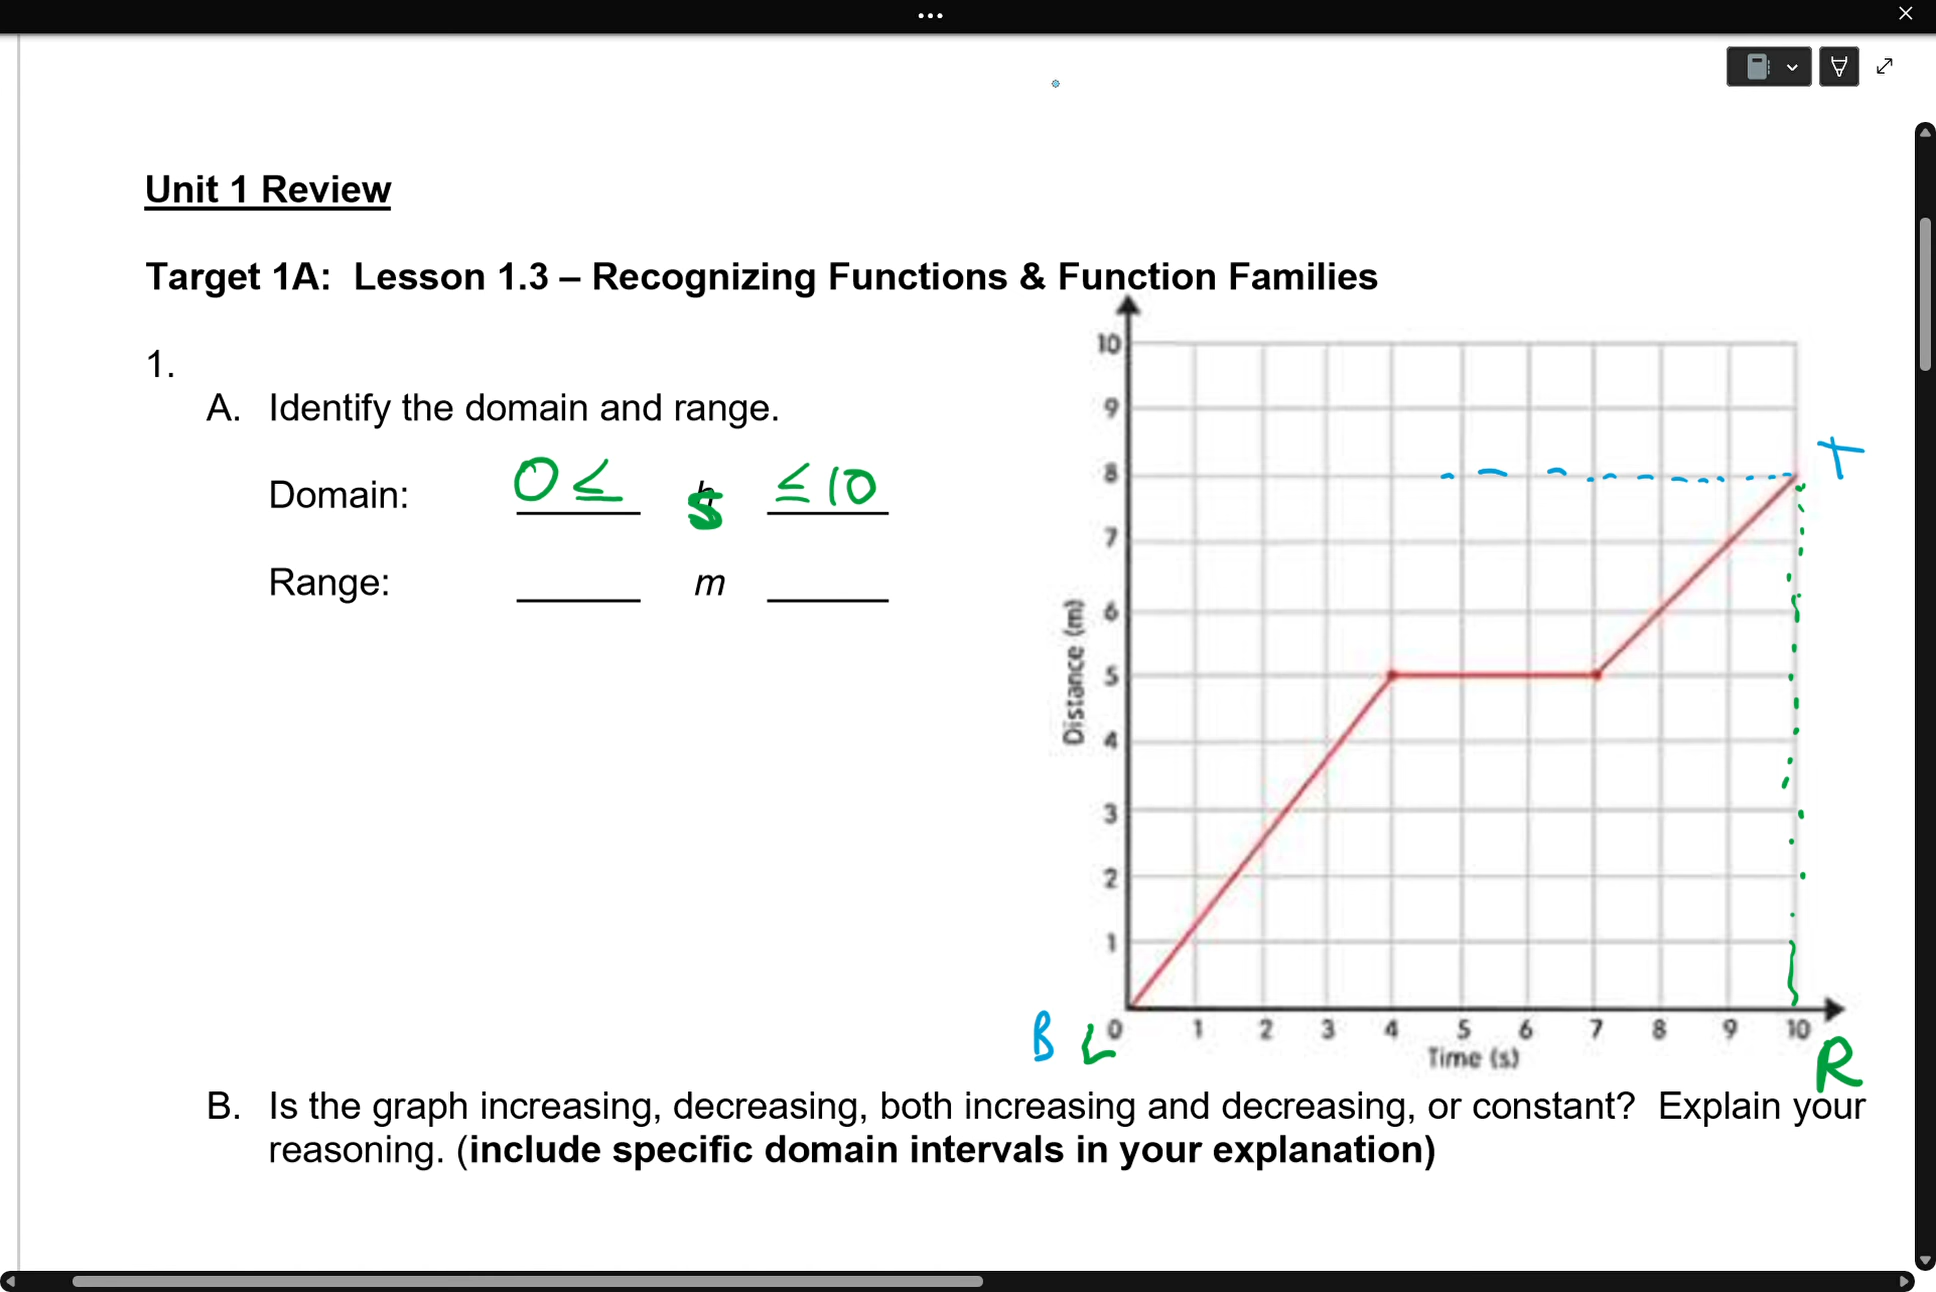 Unit 1 Review
Target 1A: Lesson 1.3 – Recognizing Functions & Function Families
1.
A. Identify the domain and range.
Domain: 0 ≤ s ≤ 10
Range: ____ m ____
10
9
8
7
6
5
4
3
2
1
Distance (m)
T
B L 0 1 2 3 4 5 6 7 8 9 10
Time (s)
R
B. Is the graph increasing, decreasing, both increasing and decreasing, or constant? Explain your
reasoning. (include specific domain intervals in your explanation)